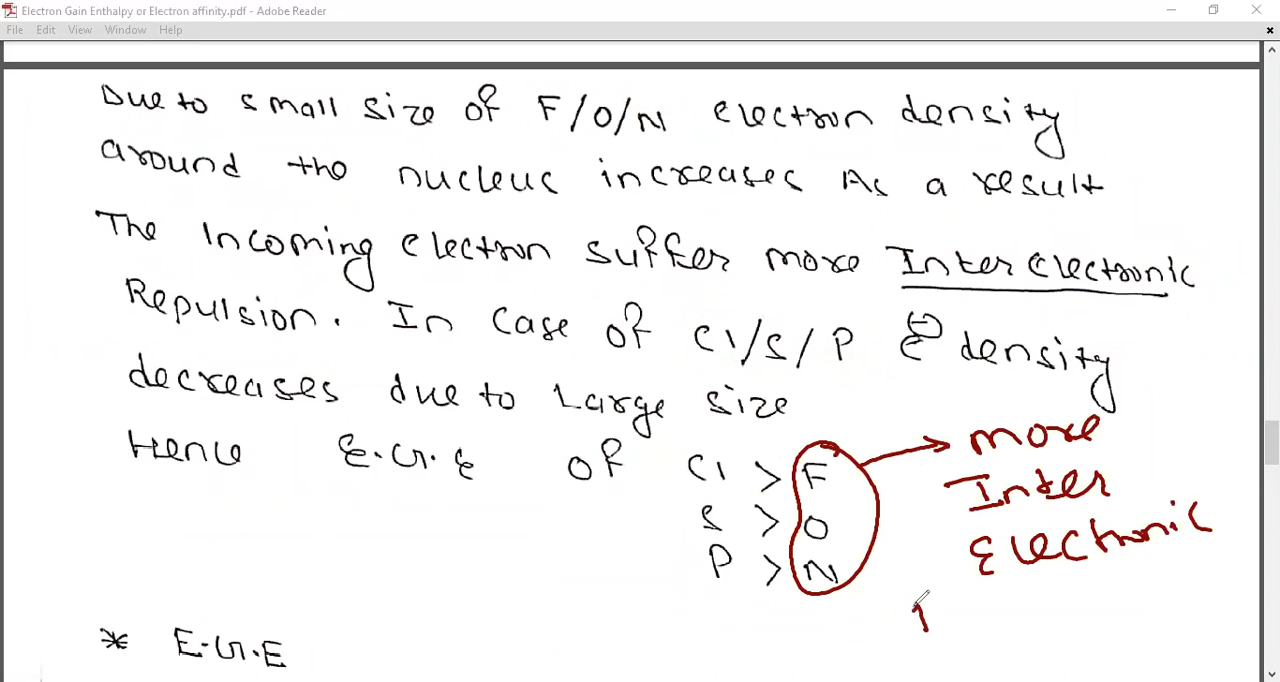 Electron Gain Enthalpy or Electron affinity.pdf - Adobe Reader
File Edit View Window Help
Due to small size of F/O/N electron density
around the nucleus increases As a result
The Incoming electron suffer more Inter Electronic
Repulsion. In case of Cl/S/P e⊖ density
decreases due to Large size
Hence E.G.E of Cl > F
S > O
P > N
more
Inter
Electronic
* E.G.E